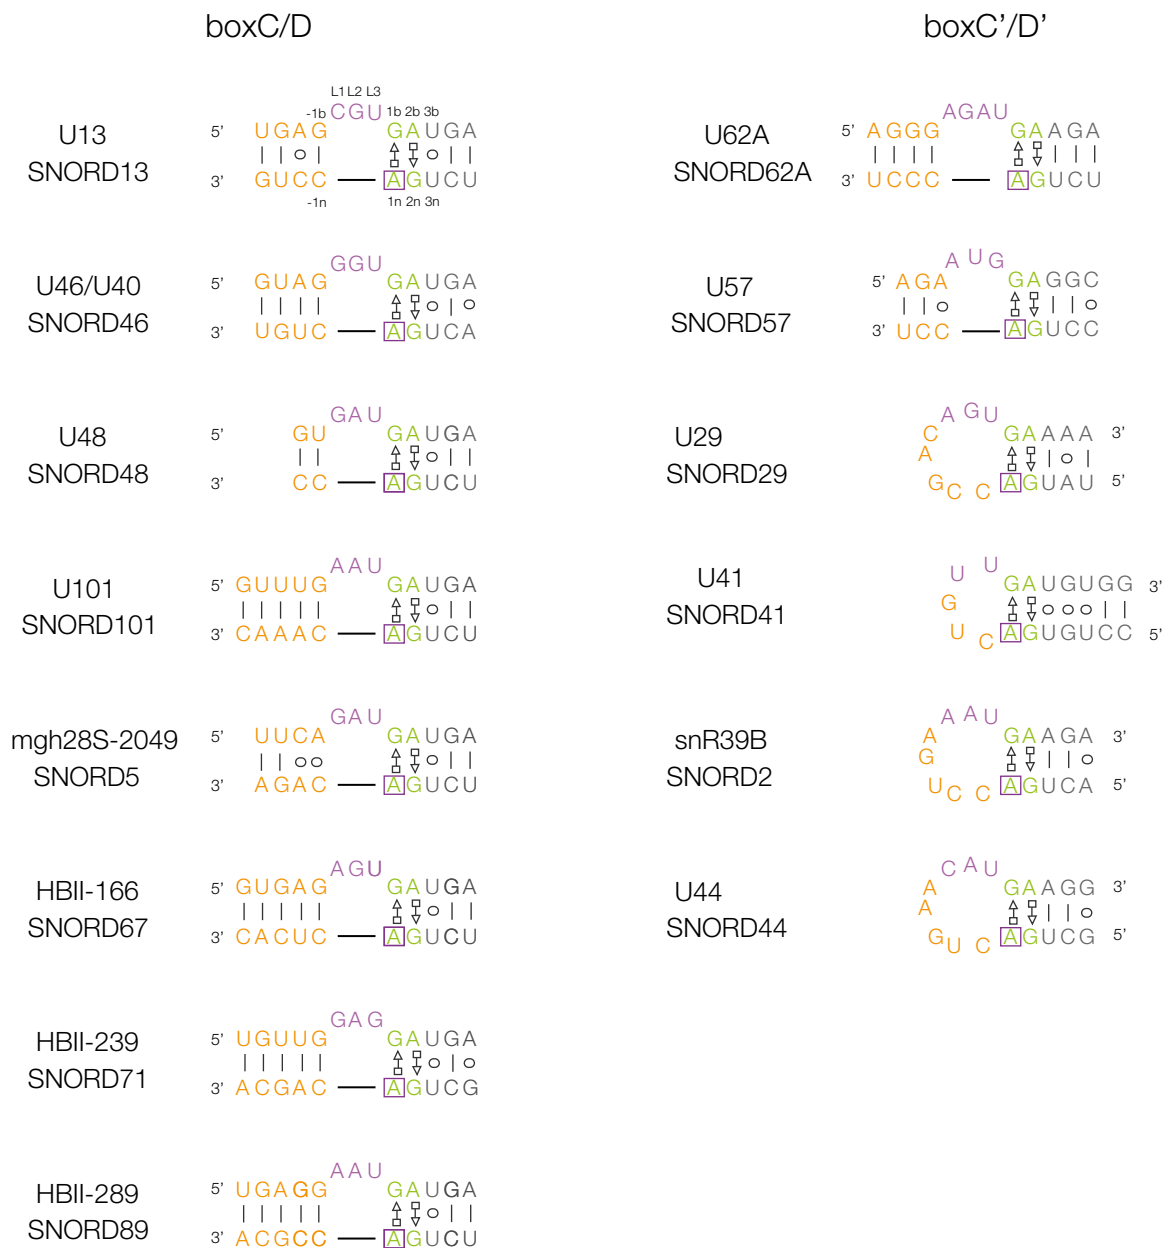 boxC/D
boxC'/D'
L1 L2 L3
-1b CGU 1b 2b 3b
U13
SNORD13
5' UGAG GAUGA
3' GUCC AGUCU
-1n 1n 2n 3n
AGAU
U62A
SNORD62A
5' AGGG GAAGA
3' UCCC AGUCU
GGU
U46/U40
SNORD46
5' GUAG GAUGA
3' UGUC AGUCA
AUG
U57
SNORD57
5' AGA GAGGC
3' UCC AGUCC
GAU
U48
SNORD48
5' GU GAUGA
3' CC AGUCU
AGU
U29
SNORD29
C GAAAA 3'
A
GCC AGUAU 5'
AAU
U101
SNORD101
5' GUUUG GAUGA
3' CAAAC AGUCU
UU
U41
SNORD41
GAUGUGG 3'
G
UC AGUGUCC 5'
GAU
mgh28S-2049
SNORD5
5' UUCA GAUGA
3' AGAC AGUCU
AAU
snR39B
SNORD2
A GAAGA 3'
G
UCC AGUCA 5'
AGU
HBII-166
SNORD67
5' GUGAG GAUGA
3' CACUC AGUCU
CAU
U44
SNORD44
A GAAGG 3'
A
GUC AGUCG 5'
GAG
HBII-239
SNORD71
5' UGUUG GAUGA
3' ACGAC AGUCG
AAU
HBII-289
SNORD89
5' UGAGG GAUGA
3' ACGCC AGUCU